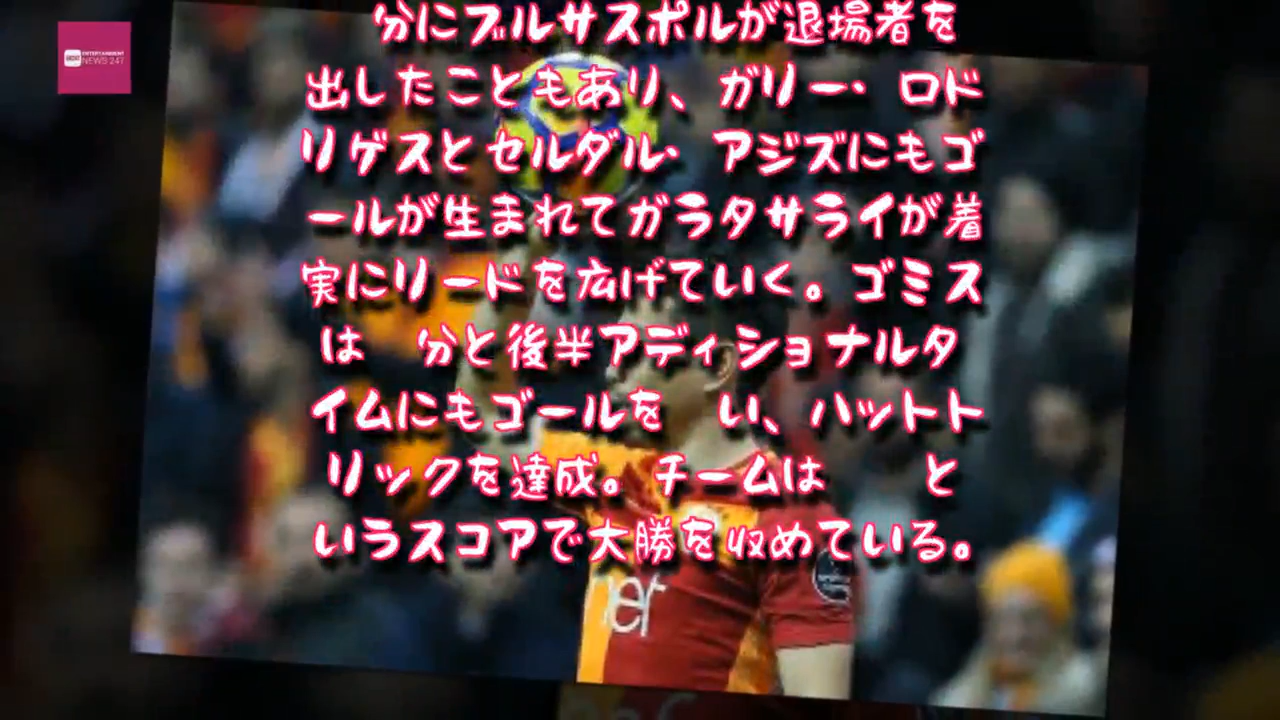 ENTERTAINMENT
NEWS 247
分にブルサスポルが退場者を
出したこともあり、ガリー・ロド
リゲスとセルダル・アジズにもゴ
ールが生まれてガラタサライが着
実にリードを広げていく。ゴミス
は　分と後半アディショナルタ
イムにもゴールを　い、ハットト
リックを達成。チームは　　と
いうスコアで大勝を収めている。
ner